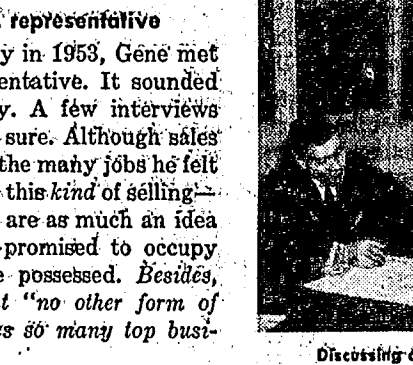 representative
y in 1953, Gene met
entative. It sounded
y. A few interviews
sure. Although sales
the many jobs he felt
this kind of selling—
are as much an idea
promised to occupy
e possessed. Besides,
t "no other form of
s so many top busi-
Discussing